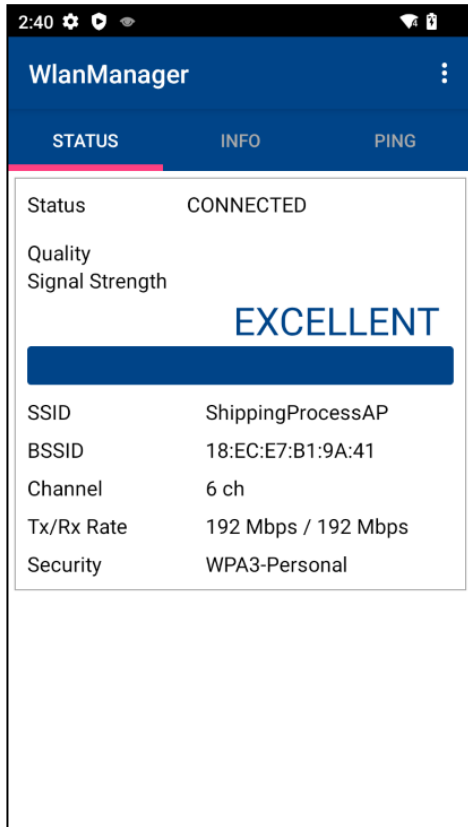 2:40
WlanManager
STATUS INFO PING
Status CONNECTED
Quality
Signal Strength
EXCELLENT
SSID ShippingProcessAP
BSSID 18:EC:E7:B1:9A:41
Channel 6 ch
Tx/Rx Rate 192 Mbps / 192 Mbps
Security WPA3-Personal